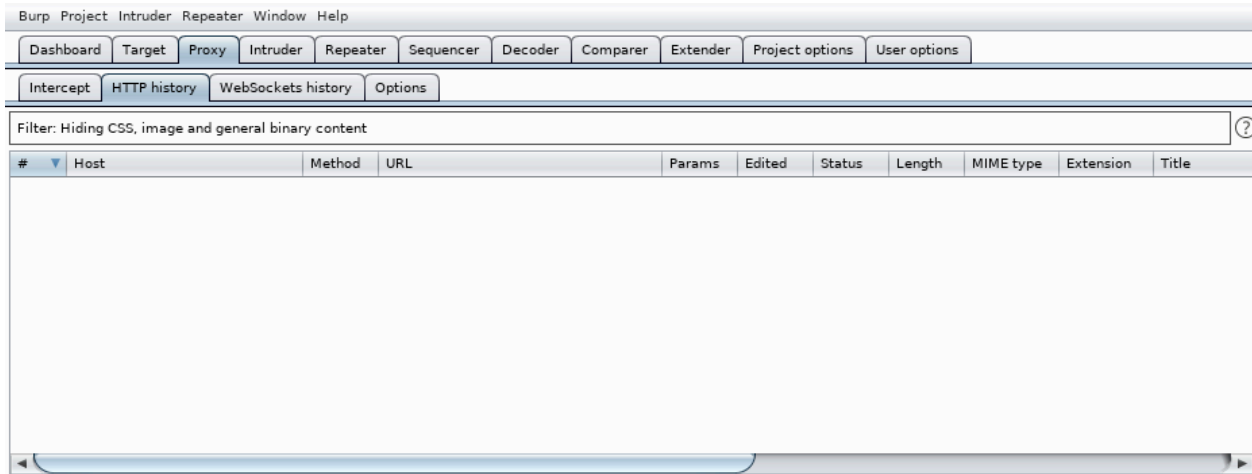 Burp Project Intruder Repeater Window Help
Dashboard Target Proxy Intruder Repeater Sequencer Decoder Comparer Extender Project options User options
Intercept HTTP history WebSockets history Options
Filter: Hiding CSS, image and general binary content ?
# Host Method URL Params Edited Status Length MIME type Extension Title